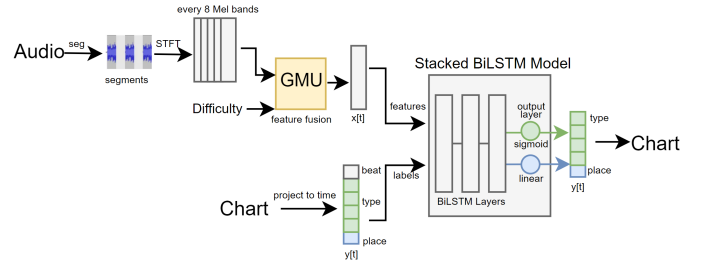 every 8 Mel bands
Audio
seg
segments
STFT
Difficulty
GMU
feature fusion
x[t]
features
Stacked BiLSTM Model
output
layer
sigmoid
linear
BiLSTM Layers
type
place
y[t]
Chart
Chart
project to time
beat
type
place
y[t]
labels